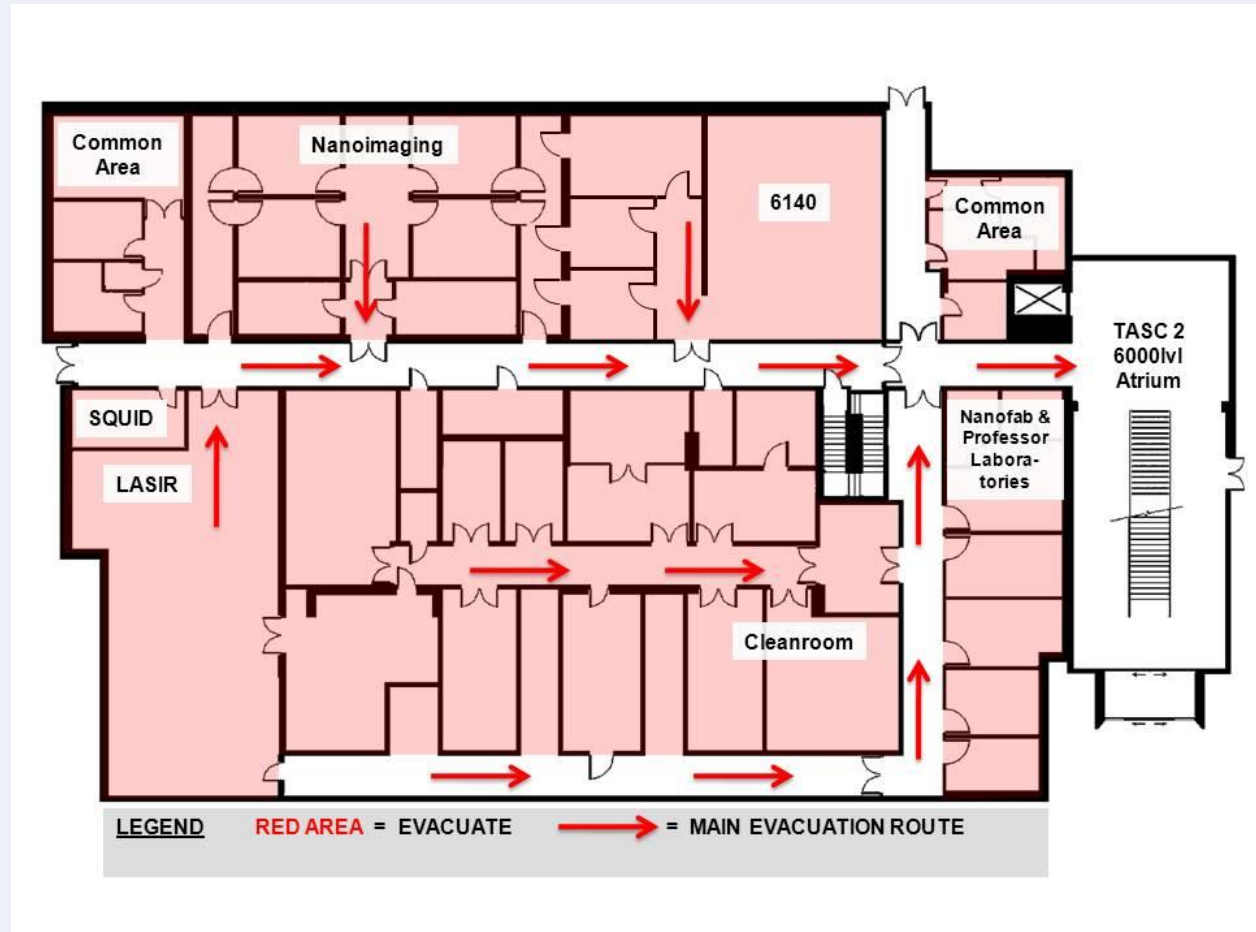 Common
Area
Nanoimaging
6140
Common
Area
TASC 2
6000lvl
Atrium
SQUID
LASIR
Nanofab &
Professor
Labora-
tories
Cleanroom
LEGEND RED AREA = EVACUATE = MAIN EVACUATION ROUTE